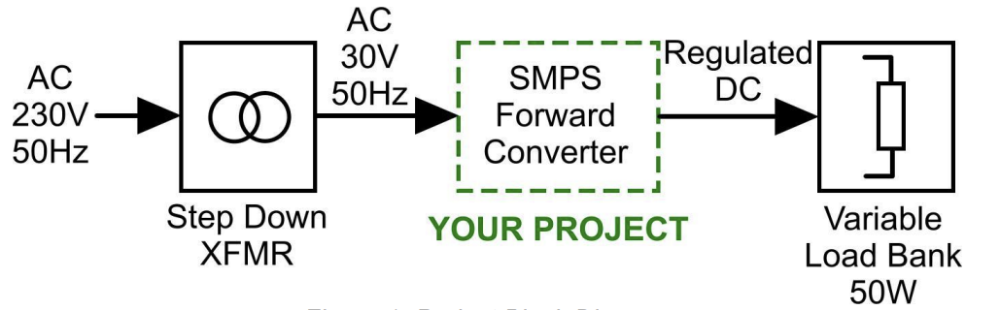 AC
230V
50Hz
Step Down
XFMR
AC
30V
50Hz
SMPS
Forward
Converter
YOUR PROJECT
Regulated
DC
Variable
Load Bank
50W